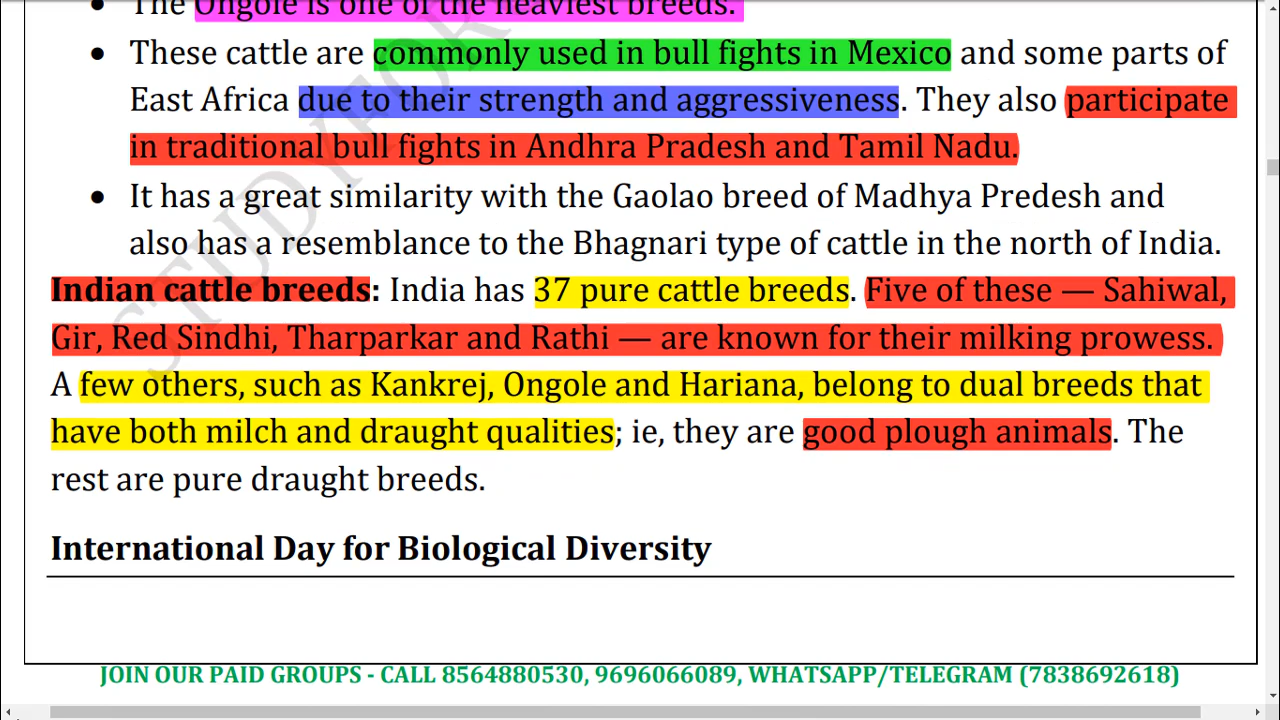 The Ongole is one of the heaviest breeds.
These cattle are commonly used in bull fights in Mexico and some parts of
East Africa due to their strength and aggressiveness. They also participate
in traditional bull fights in Andhra Pradesh and Tamil Nadu.
It has a great similarity with the Gaolao breed of Madhya Predesh and
also has a resemblance to the Bhagnari type of cattle in the north of India.
Indian cattle breeds: India has 37 pure cattle breeds. Five of these — Sahiwal,
Gir, Red Sindhi, Tharparkar and Rathi — are known for their milking prowess.
A few others, such as Kankrej, Ongole and Hariana, belong to dual breeds that
have both milch and draught qualities; ie, they are good plough animals. The
rest are pure draught breeds.
International Day for Biological Diversity
JOIN OUR PAID GROUPS - CALL 8564880530, 9696066089, WHATSAPP/TELEGRAM (7838692618)
STUDYFOR